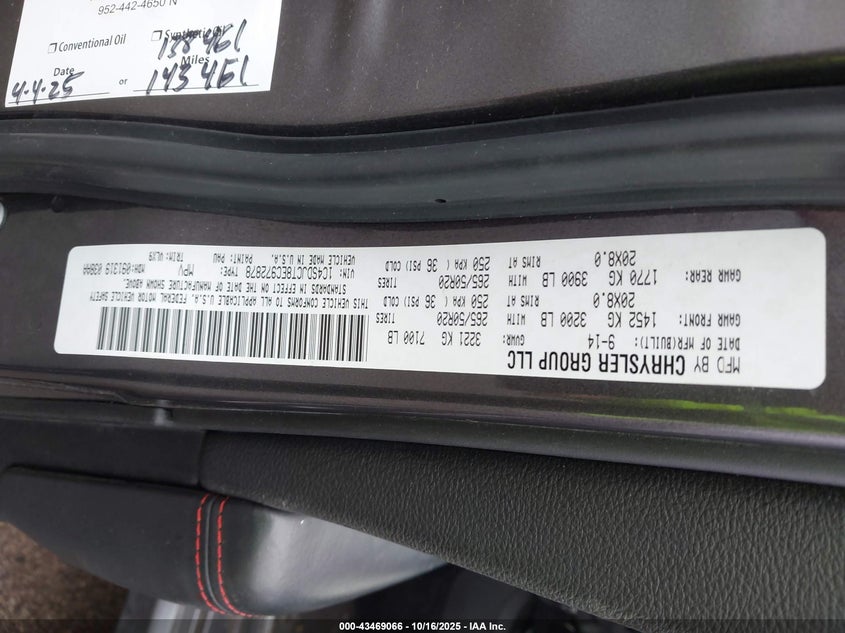 952-442-4650 N
Conventional Oil
Synthetic Oil
138461
Date
or
Miles
4-4-25
143461
MFD BY CHRYSLER GROUP LLC
DATE OF MFR(BUILT): 9-14 GVWR: 3221 KG 7100 LB
GAWR FRONT: 1452 KG 3200 LB WITH 265/50R20 TIRES
20X8.0 RIMS AT 250 KPA ( 36 PSI COLD
GAWR REAR: 1770 KG 3900 LB WITH 265/50R20 TIRES
20X8.0 RIMS AT 250 KPA ( 36 PSI COLD
THIS VEHICLE CONFORMS TO ALL APPLICABLE U.S.A. FEDERAL MOTOR VEHICLE SAFETY
STANDARDS IN EFFECT ON THE DATE OF MANUFACTURE SHOWN ABOVE.
VIN: 1C4SDJCT8EC972878 TYPE: MPV MDH:091319 038AA
VEHICLE MADE IN U.S.A. PAINT: PAU TRIM: VLX9
000-43469066 - 10/16/2025 - IAA Inc.